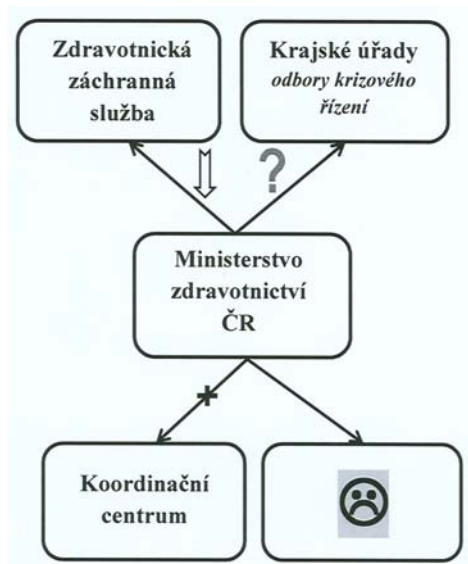 Zdravotnická
záchranná
služba
Krajské úřady
odbory krizového
řízení
?
Ministerstvo
zdravotnictví
ČR
+
Koordinační
centrum